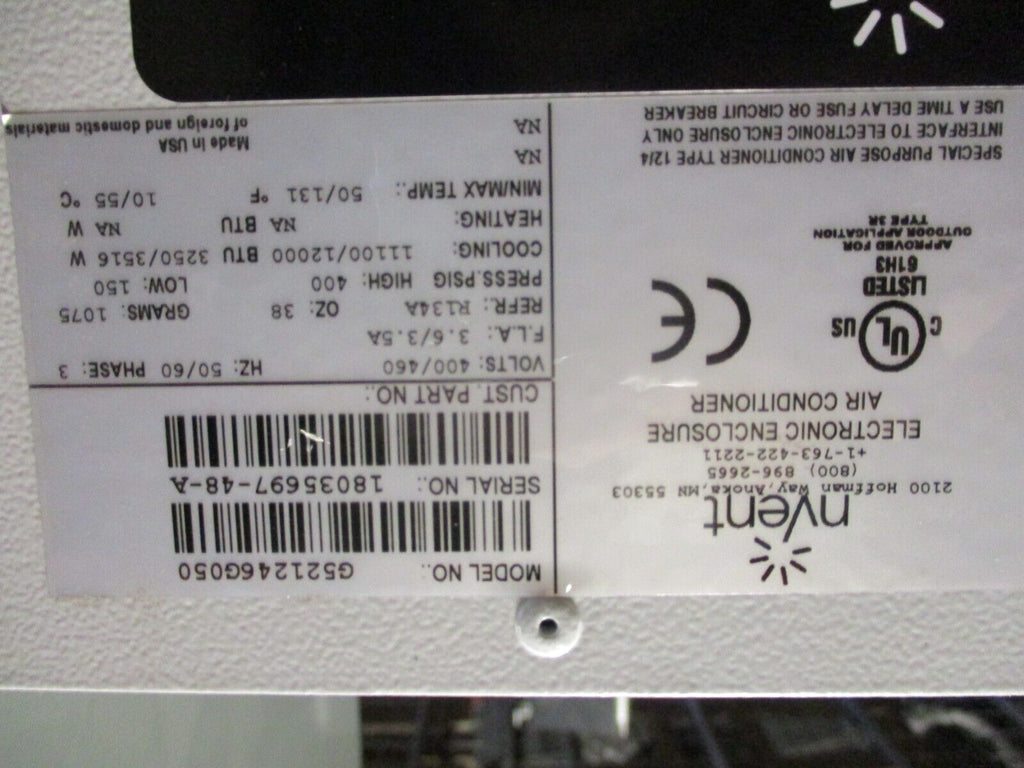 nVent
2100 Hoffman Way, Anoka, MN 55303
(800) 896-2665
+1-763-422-2211
ELECTRONIC ENCLOSURE
AIR CONDITIONER
C UL US
LISTED
61H3
APPROVED FOR
OUTDOOR APPLICATION
TYPE 3R
CE
SPECIAL PURPOSE AIR CONDITIONER TYPE 12/4
INTERFACE TO ELECTRONIC ENCLOSURE ONLY
USE A TIME DELAY FUSE OR CIRCUIT BREAKER
MODEL NO.: G521246G050
SERIAL NO.: 18035697-48-A
CUST. PART NO.:
VOLTS: 400/460 HZ: 50/60 PHASE: 3
F.L.A.: 3.6/3.5A
REFR.: R134A OZ: 38 GRAMS: 1075
PRESS.PSIG HIGH: 400 LOW: 150
COOLING: 11100/12000 BTU 3250/3516 W
HEATING: NA BTU NA W
MIN/MAX TEMP.: 50/131 °F 10/55 °C
NA
NA
Made in USA
of foreign and domestic materials